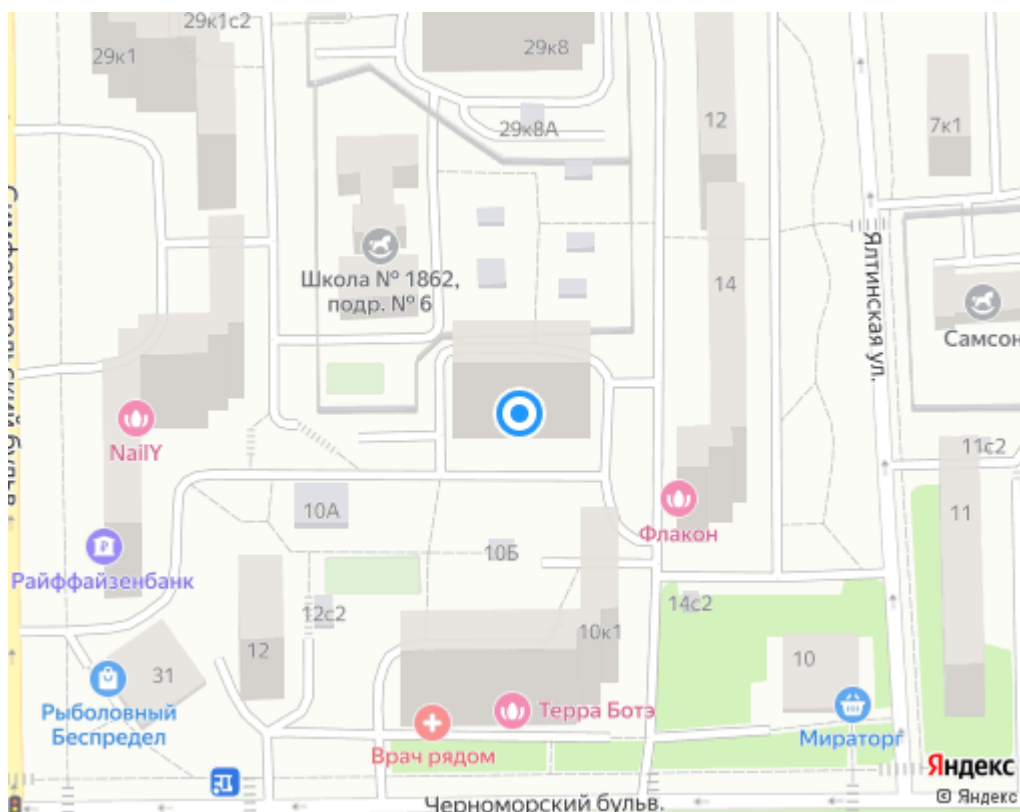 29к1с2
29к1
29к8
29к8А
12
7к1
Школа № 1862,
подр. № 6
14
Ялтинская ул.
Самсон
NailY
11с2
11
10А
Флакон
10Б
Райффайзенбанк
12с2
14с2
12
10к1
10
31
Рыболовный
Беспредел
Терра Ботэ
Врач рядом
Мираторг
Яндекс
© Яндекс
Черноморский бульв.